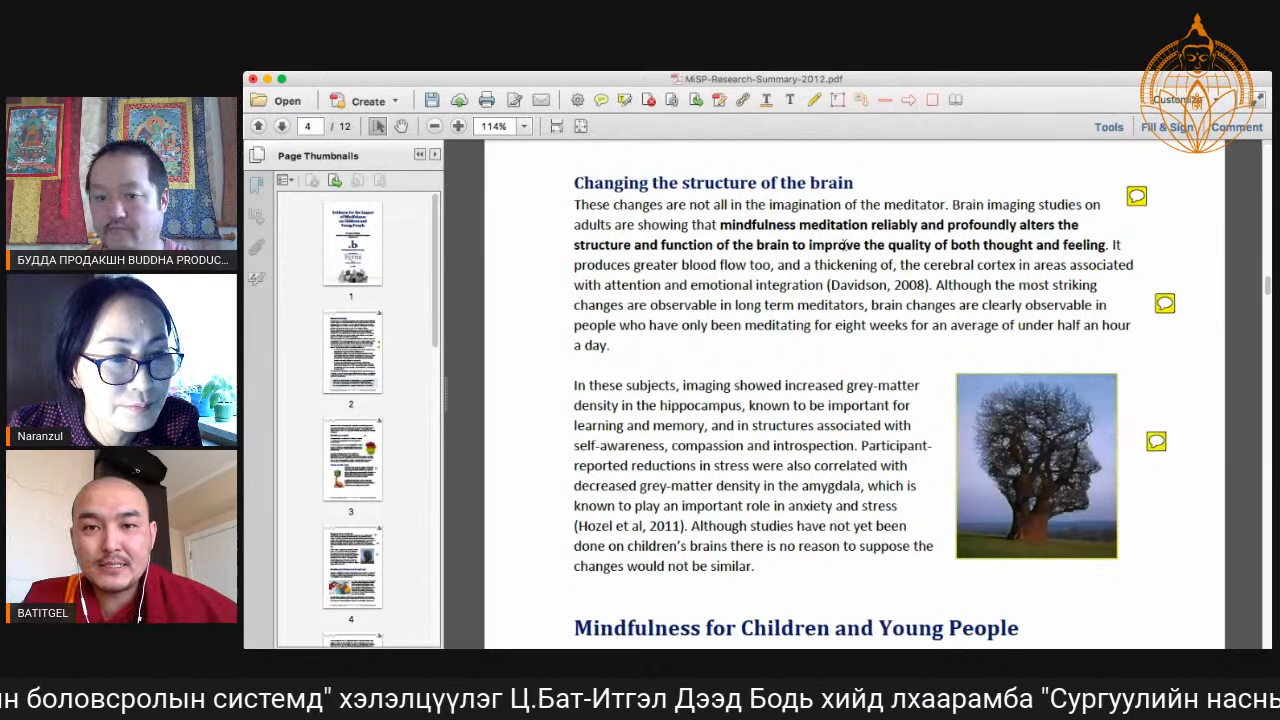 MiSP-Research-Summary-2012.pdf
Open
Create
Customize
4 / 12
114%
Tools
Fill & Sign
Comment
Page Thumbnails
1
2
3
4
Changing the structure of the brain
These changes are not all in the imagination of the meditator. Brain imaging studies on
adults are showing that mindfulness meditation reliably and profoundly alters the
structure and function of the brain to improve the quality of both thought and feeling. It
produces greater blood flow too, and a thickening of, the cerebral cortex in areas associated
with attention and emotional integration (Davidson, 2008). Although the most striking
changes are observable in long term meditators, brain changes are clearly observable in
people who have only been meditating for eight weeks for an average of under half an hour
a day.
In these subjects, imaging showed increased grey-matter
density in the hippocampus, known to be important for
learning and memory, and in structures associated with
self-awareness, compassion and introspection. Participant-
reported reductions in stress were also correlated with
decreased grey-matter density in the amygdala, which is
known to play an important role in anxiety and stress
(Hozel et al, 2011). Although studies have not yet been
done on children's brains there is no reason to suppose the
changes would not be similar.
Mindfulness for Children and Young People
БУДДА ПРОДАКШН BUDDHA PRODUC...
BATITGEL
ин боловсролын системд" хэлэлцүүлэг Ц.Бат-Итгэл Дээд Бодь хийд лхаарамба "Сургуулийн насны